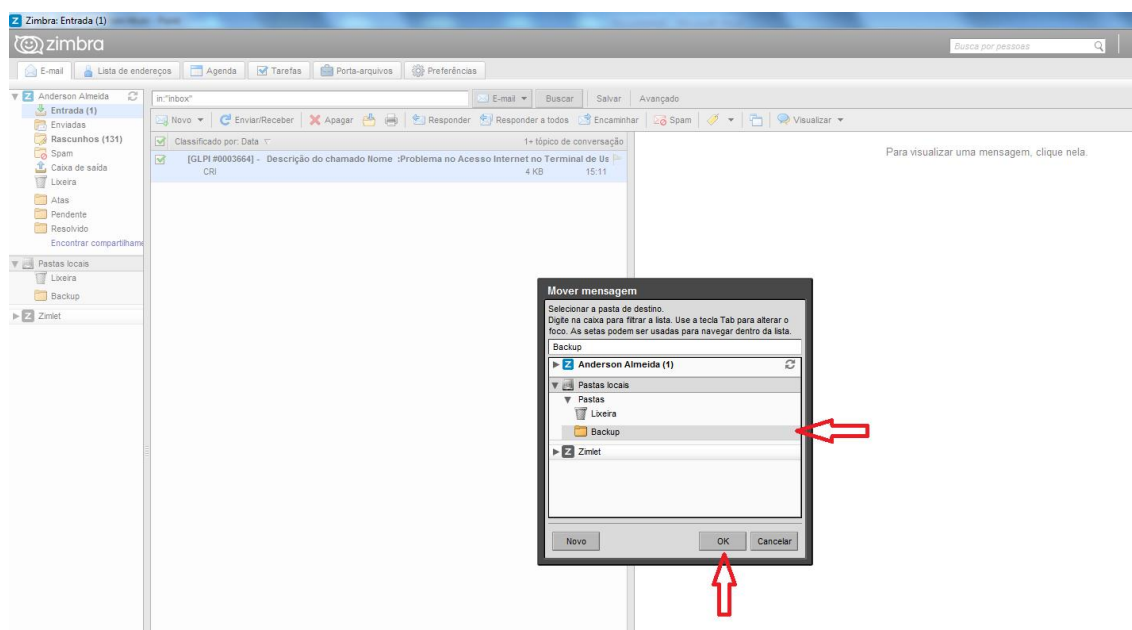 Zimbra: Entrada (1)
zimbra
Busca por pessoas
E-mail Lista de endereços Agenda Tarefas Porta-arquivos Preferências
Anderson Almeida
Entrada (1)
Enviadas
Rascunhos (131)
Spam
Caixa de saída
Lixeira
Atas
Pendente
Resolvido
Encontrar compartilhame
Pastas locais
Lixeira
Backup
Zimlet
in:"inbox" E-mail Buscar Salvar Avançado
Novo Enviar/Receber Apagar Responder Responder a todos Encaminhar Spam Visualizar
Classificado por: Data 1+ tópico de conversação
[GLPI #0003664] - Descrição do chamado Nome :Problema no Acesso Internet no Terminal de Us
CRI 4 KB 15:11
Para visualizar uma mensagem, clique nela.
Mover mensagem
Selecionar a pasta de destino.
Digite na caixa para filtrar a lista. Use a tecla Tab para alterar o
foco. As setas podem ser usadas para navegar dentro da lista.
Backup
Anderson Almeida (1)
Pastas locais
Pastas
Lixeira
Backup
Zimlet
Novo OK Cancelar